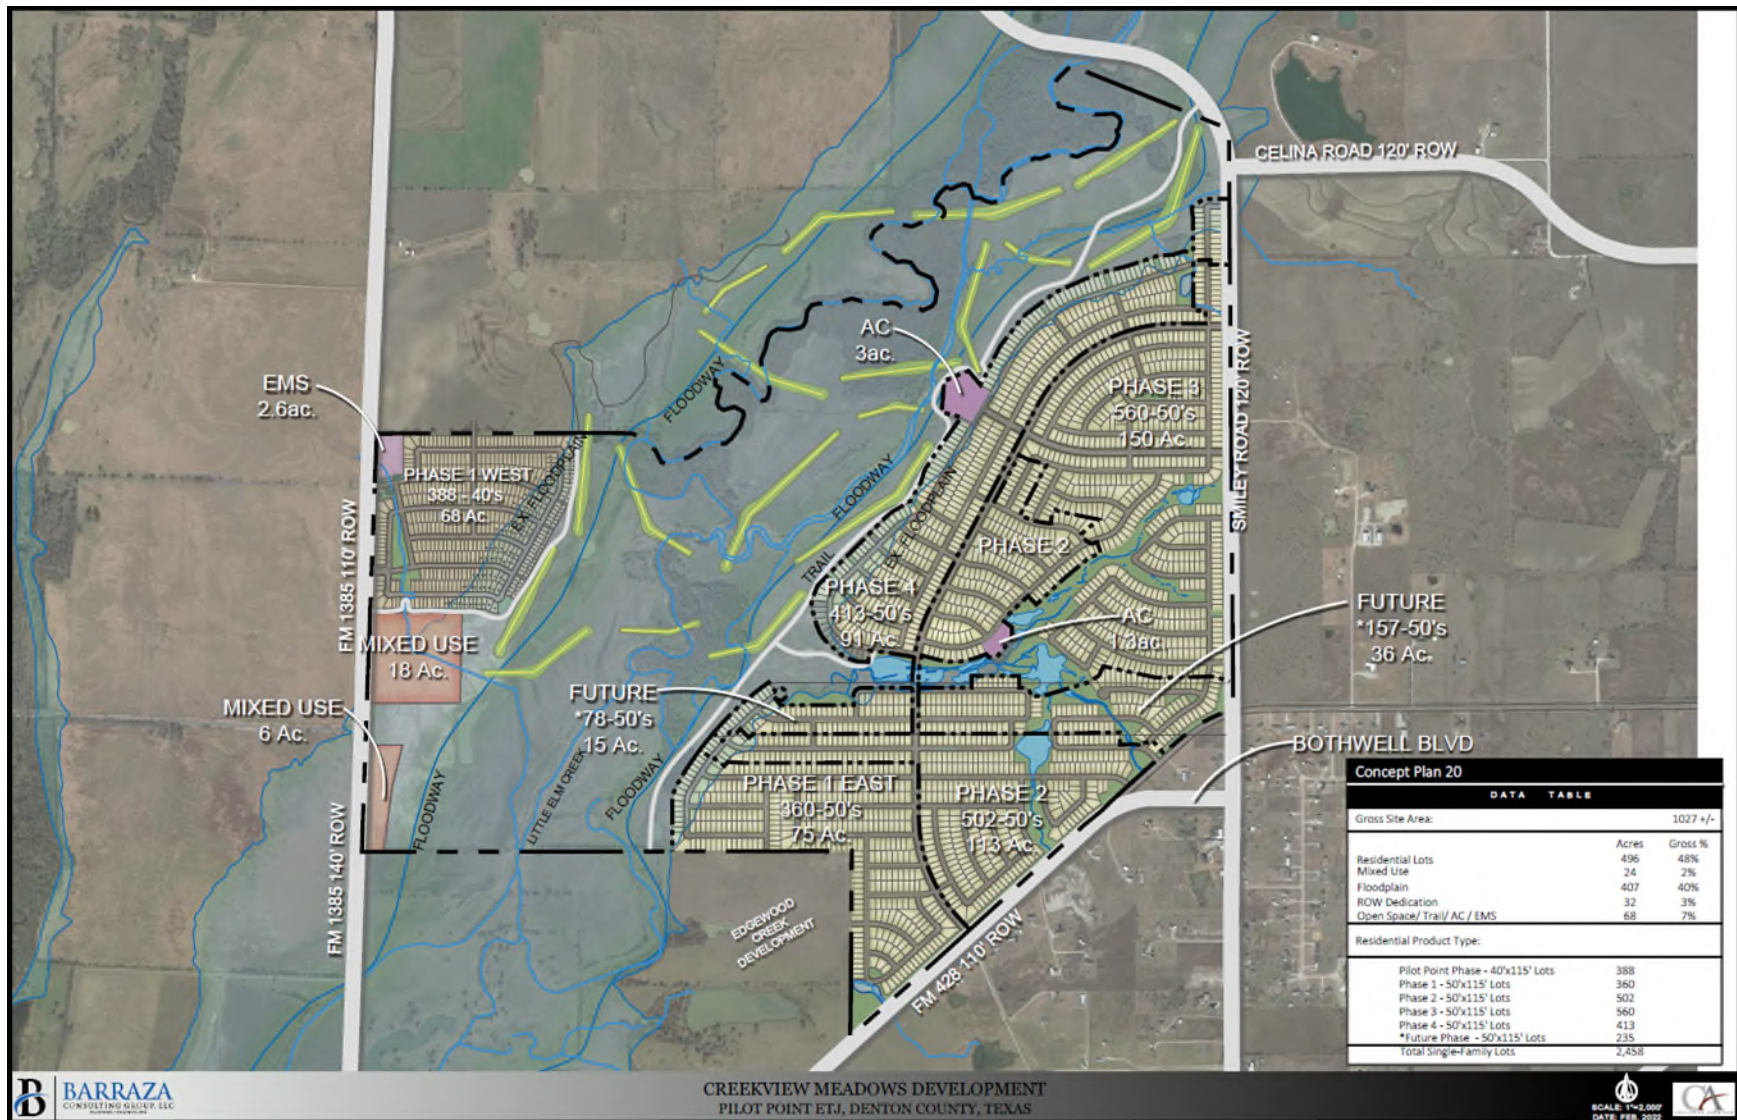 CELINA ROAD 120' ROW
AC
3ac.
FLOODWAY
EMS
2.6ac.
PHASE 3
560-50's
150 Ac.
SMILEY ROAD 120' ROW
PHASE 1 WEST
388 - 40's
68 Ac.
EX. FLOODPLAIN
FLOODWAY
EX. FLOODPLAIN
FM 1385 110' ROW
PHASE 2
TRAIL
PHASE 4
413-50's
91 Ac.
AC
1.3ac.
FUTURE
*157-50's
36 Ac.
MIXED USE
18 Ac.
MIXED USE
6 Ac.
FUTURE
*78-50's
15 Ac.
BOTHWELL BLVD
FLOODWAY
LITTLE ELM CREEK
FLOODWAY
PHASE 1 EAST
360-50's
75 Ac.
PHASE 2
502-50's
113 Ac.
FM 1385 140' ROW
EDGEWOOD
CREEK
DEVELOPMENT
FM 428 110' ROW
Concept Plan 20
DATA TABLE
Gross Site Area: 1027 +/-
Acres Gross %
Residential Lots 496 48%
Mixed Use 24 2%
Floodplain 407 40%
ROW Dedication 32 3%
Open Space/ Trail/ AC / EMS 68 7%
Residential Product Type:
Pilot Point Phase - 40'x115' Lots 388
Phase 1 - 50'x115' Lots 360
Phase 2 - 50'x115' Lots 502
Phase 3 - 50'x115' Lots 560
Phase 4 - 50'x115' Lots 413
*Future Phase - 50'x115' Lots 235
Total Single-Family Lots 2,458
B
BARRAZA
CONSULTING GROUP, LLC
CREEKVIEW MEADOWS DEVELOPMENT
PILOT POINT ETJ, DENTON COUNTY, TEXAS
SCALE: 1"=2,000'
DATE: FEB, 2022
CA